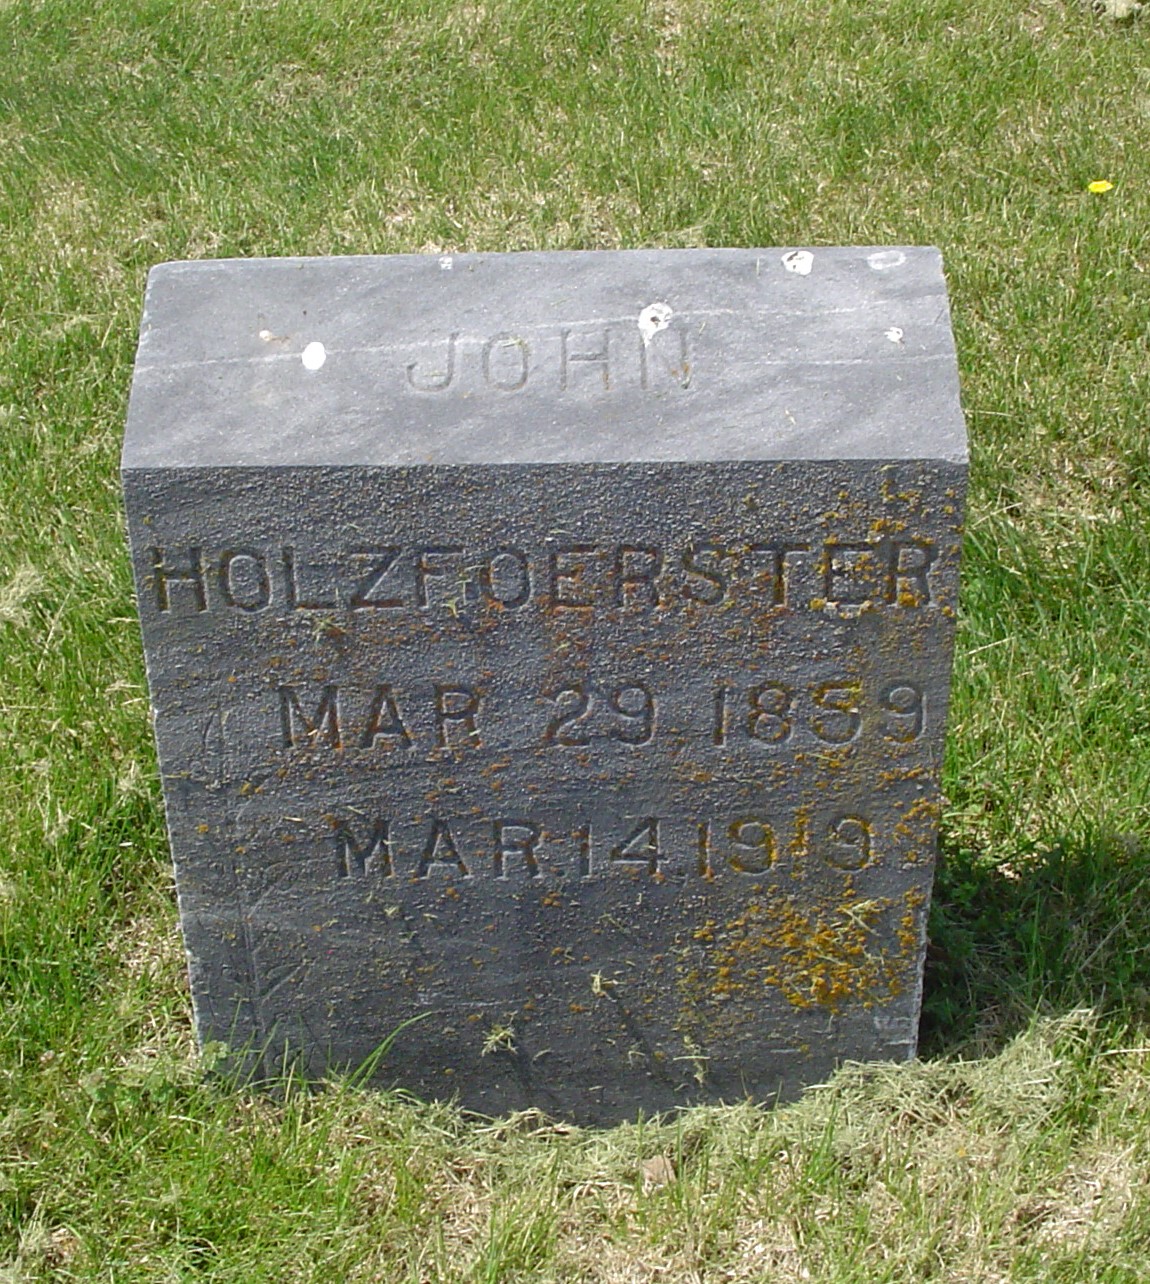 JOHN
HOLZFOERSTER
MAR. 29. 1859
MAR. 14. 1919